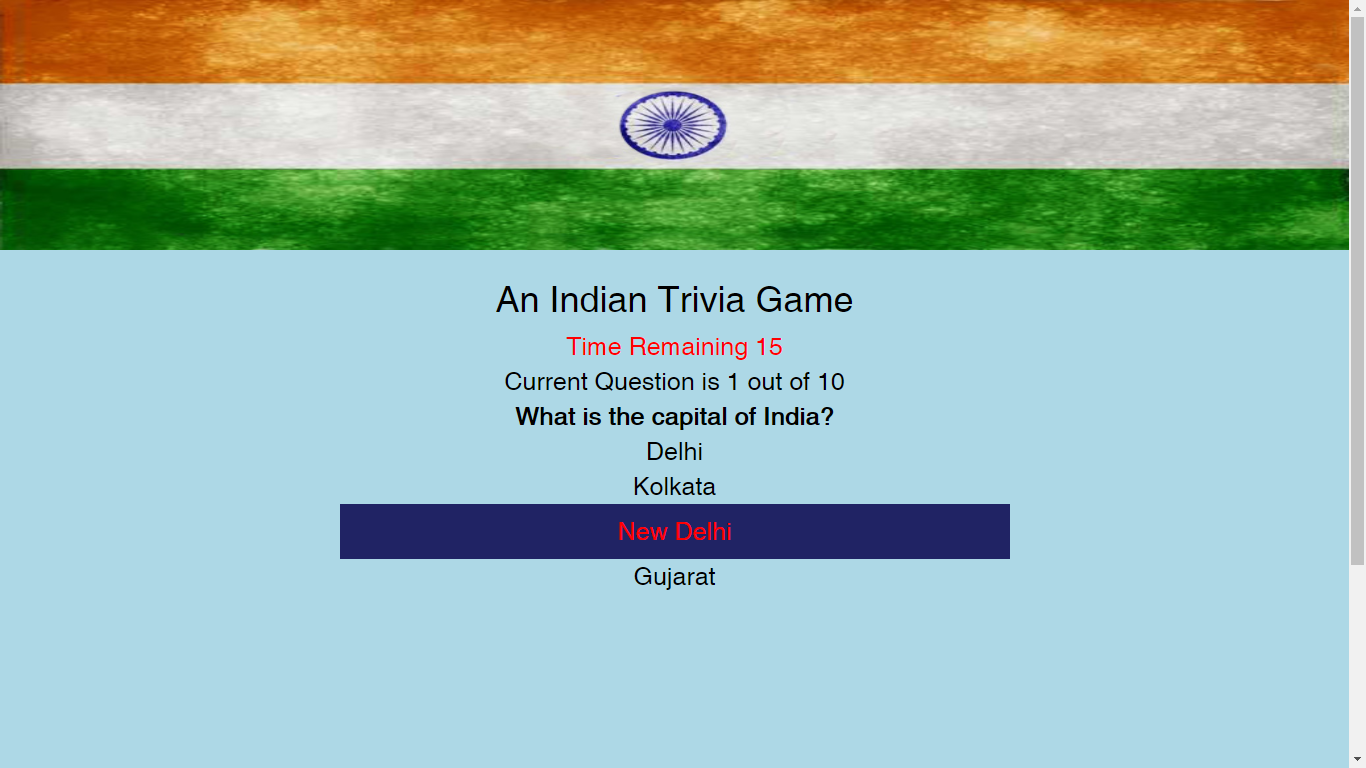 An Indian Trivia Game
Time Remaining 15
Current Question is 1 out of 10
What is the capital of India?
Delhi
Kolkata
New Delhi
Gujarat